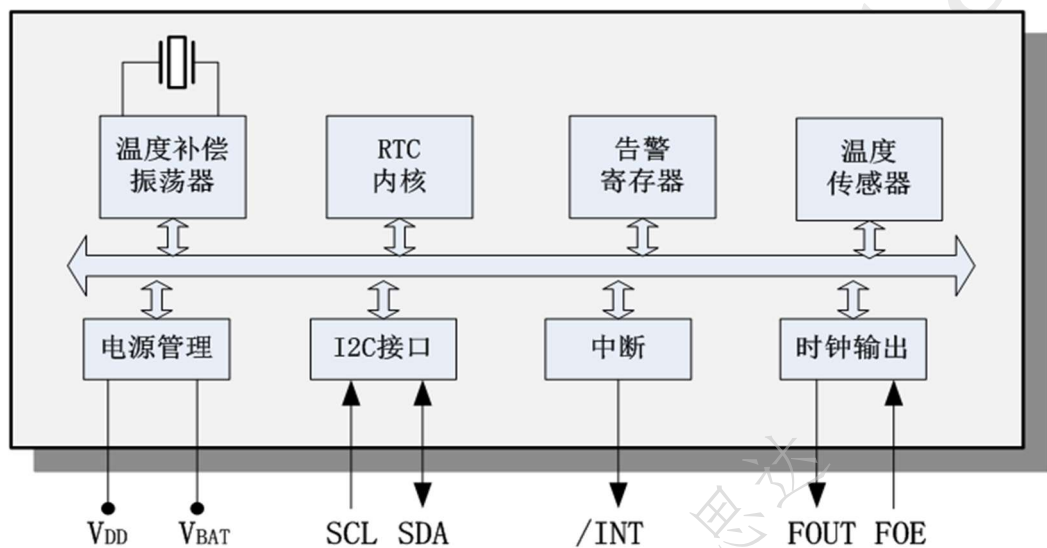 温度补偿
振荡器
RTC
内核
告警
寄存器
温度
传感器
电源管理
I2C接口
中断
时钟输出
VDD
VBAT
SCL
SDA
/INT
FOUT
FOE
思达